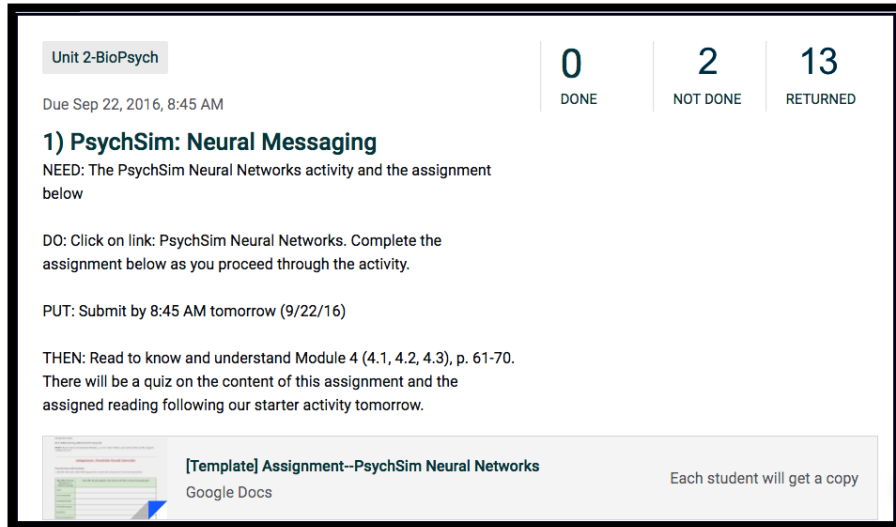 Unit 2-BioPsych
0
DONE
2
NOT DONE
13
RETURNED
Due Sep 22, 2016, 8:45 AM
1) PsychSim: Neural Messaging
NEED: The PsychSim Neural Networks activity and the assignment
below
DO: Click on link: PsychSim Neural Networks. Complete the
assignment below as you proceed through the activity.
PUT: Submit by 8:45 AM tomorrow (9/22/16)
THEN: Read to know and understand Module 4 (4.1, 4.2, 4.3), p. 61-70.
There will be a quiz on the content of this assignment and the
assigned reading following our starter activity tomorrow.
[Template] Assignment--PsychSim Neural Networks
Google Docs
Each student will get a copy